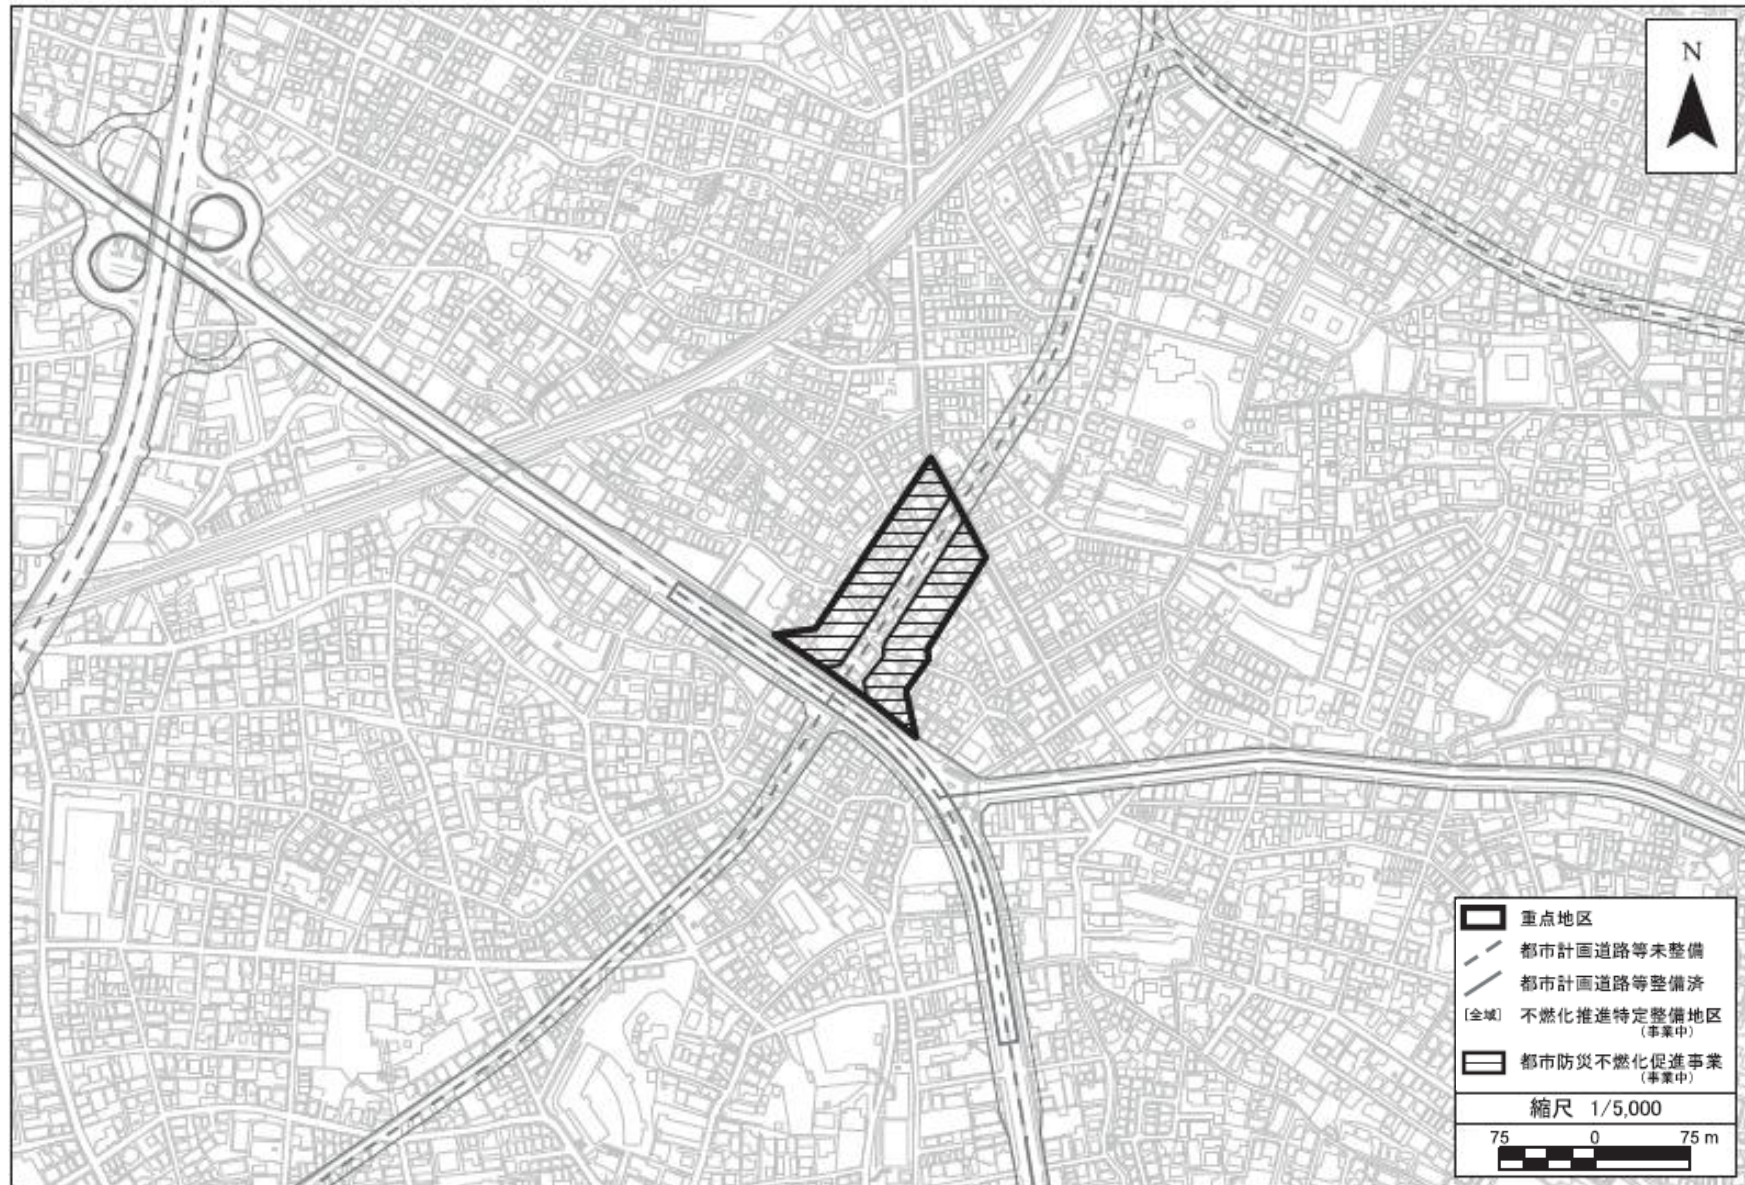 N
重点地区
都市計画道路等未整備
都市計画道路等整備済
[全域] 不燃化推進特定整備地区
(事業中)
都市防災不燃化促進事業
(事業中)
縮尺 1/5,000
75 0 75 m